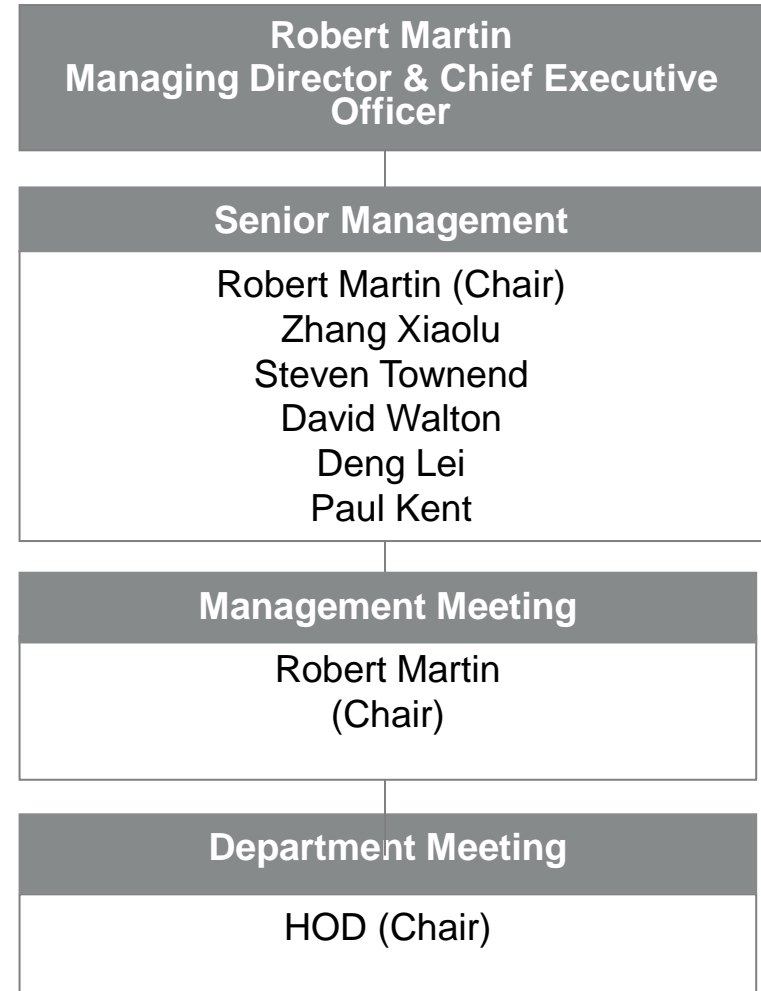 Robert Martin
Managing Director & Chief Executive
Officer
Senior Management
Robert Martin (Chair)
Zhang Xiaolu
Steven Townend
David Walton
Deng Lei
Paul Kent
Management Meeting
Robert Martin
(Chair)
Department Meeting
HOD (Chair)